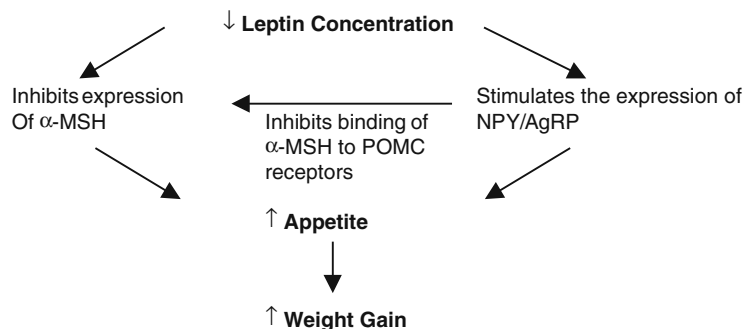 ↓ Leptin Concentration
Inhibits expression
Of α-MSH
Stimulates the expression of
NPY/AgRP
Inhibits binding of
α-MSH to POMC
receptors
↑ Appetite
↑ Weight Gain